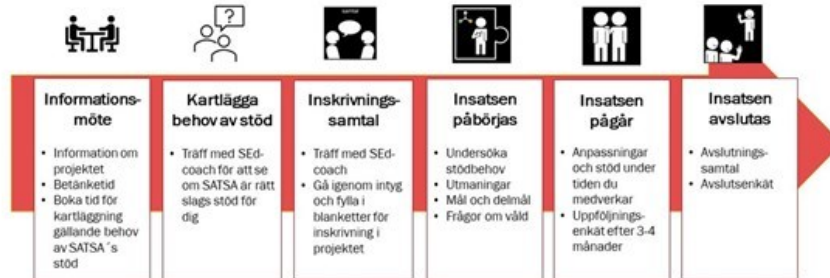 samtal
Informations-
möte
• Information om
projektet
• Betänketid
• Boka tid för
kartläggning
gällande behov
av SATSA´s
stöd
Kartlägga
behov av stöd
• Träff med SEd-
coach för att se
om SATSA är rätt
slags stöd för
dig
Inskrivnings-
samtal
• Träff med SEd-
coach
• Gå igenom intyg
och fylla i
blanketter för
inskrivning i
projektet
Insatsen
påbörjas
• Undersöka
stödbehov
• Utmaningar
• Mål och delmål
• Frågor om våld
Insatsen
pågår
• Anpassningar
och stöd under
tiden du
medverkar
• Uppföljnings-
enkät efter 3-4
månader
Insatsen
avslutas
• Avslutnings-
samtal
• Avslutsenkät